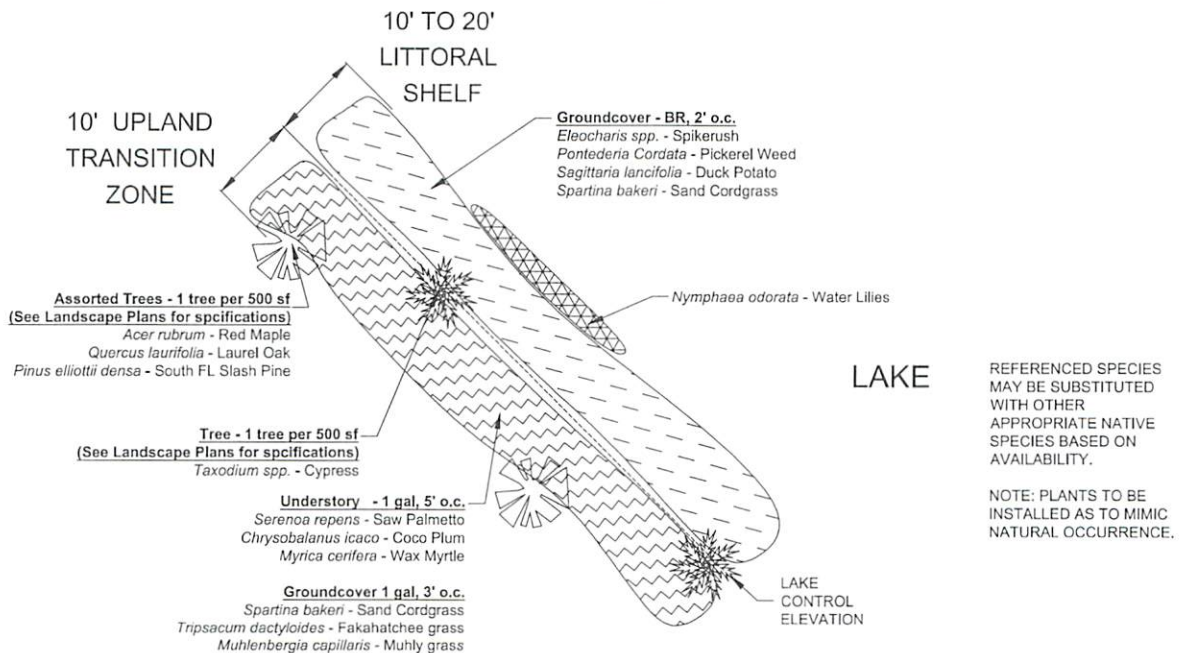 10' TO 20'
LITTORAL
SHELF
10' UPLAND
TRANSITION
ZONE
Groundcover - BR, 2' o.c.
Eleocharis spp. - Spikerush
Pontederia Cordata - Pickerel Weed
Sagittaria lancifolia - Duck Potato
Spartina bakeri - Sand Cordgrass
Assorted Trees - 1 tree per 500 sf
(See Landscape Plans for spcifications)
Acer rubrum - Red Maple
Quercus laurifolia - Laurel Oak
Pinus elliottii densa - South FL Slash Pine
Nymphaea odorata - Water Lilies
LAKE
REFERENCED SPECIES
MAY BE SUBSTITUTED
WITH OTHER
APPROPRIATE NATIVE
SPECIES BASED ON
AVAILABILITY.
NOTE: PLANTS TO BE
INSTALLED AS TO MIMIC
NATURAL OCCURRENCE.
Tree - 1 tree per 500 sf
(See Landscape Plans for spcifications)
Taxodium spp. - Cypress
Understory - 1 gal, 5' o.c.
Serenoa repens - Saw Palmetto
Chrysobalanus icaco - Coco Plum
Myrica cerifera - Wax Myrtle
Groundcover 1 gal, 3' o.c.
Spartina bakeri - Sand Cordgrass
Tripsacum dactyloides - Fakahatchee grass
Muhlenbergia capillaris - Muhly grass
LAKE
CONTROL
ELEVATION